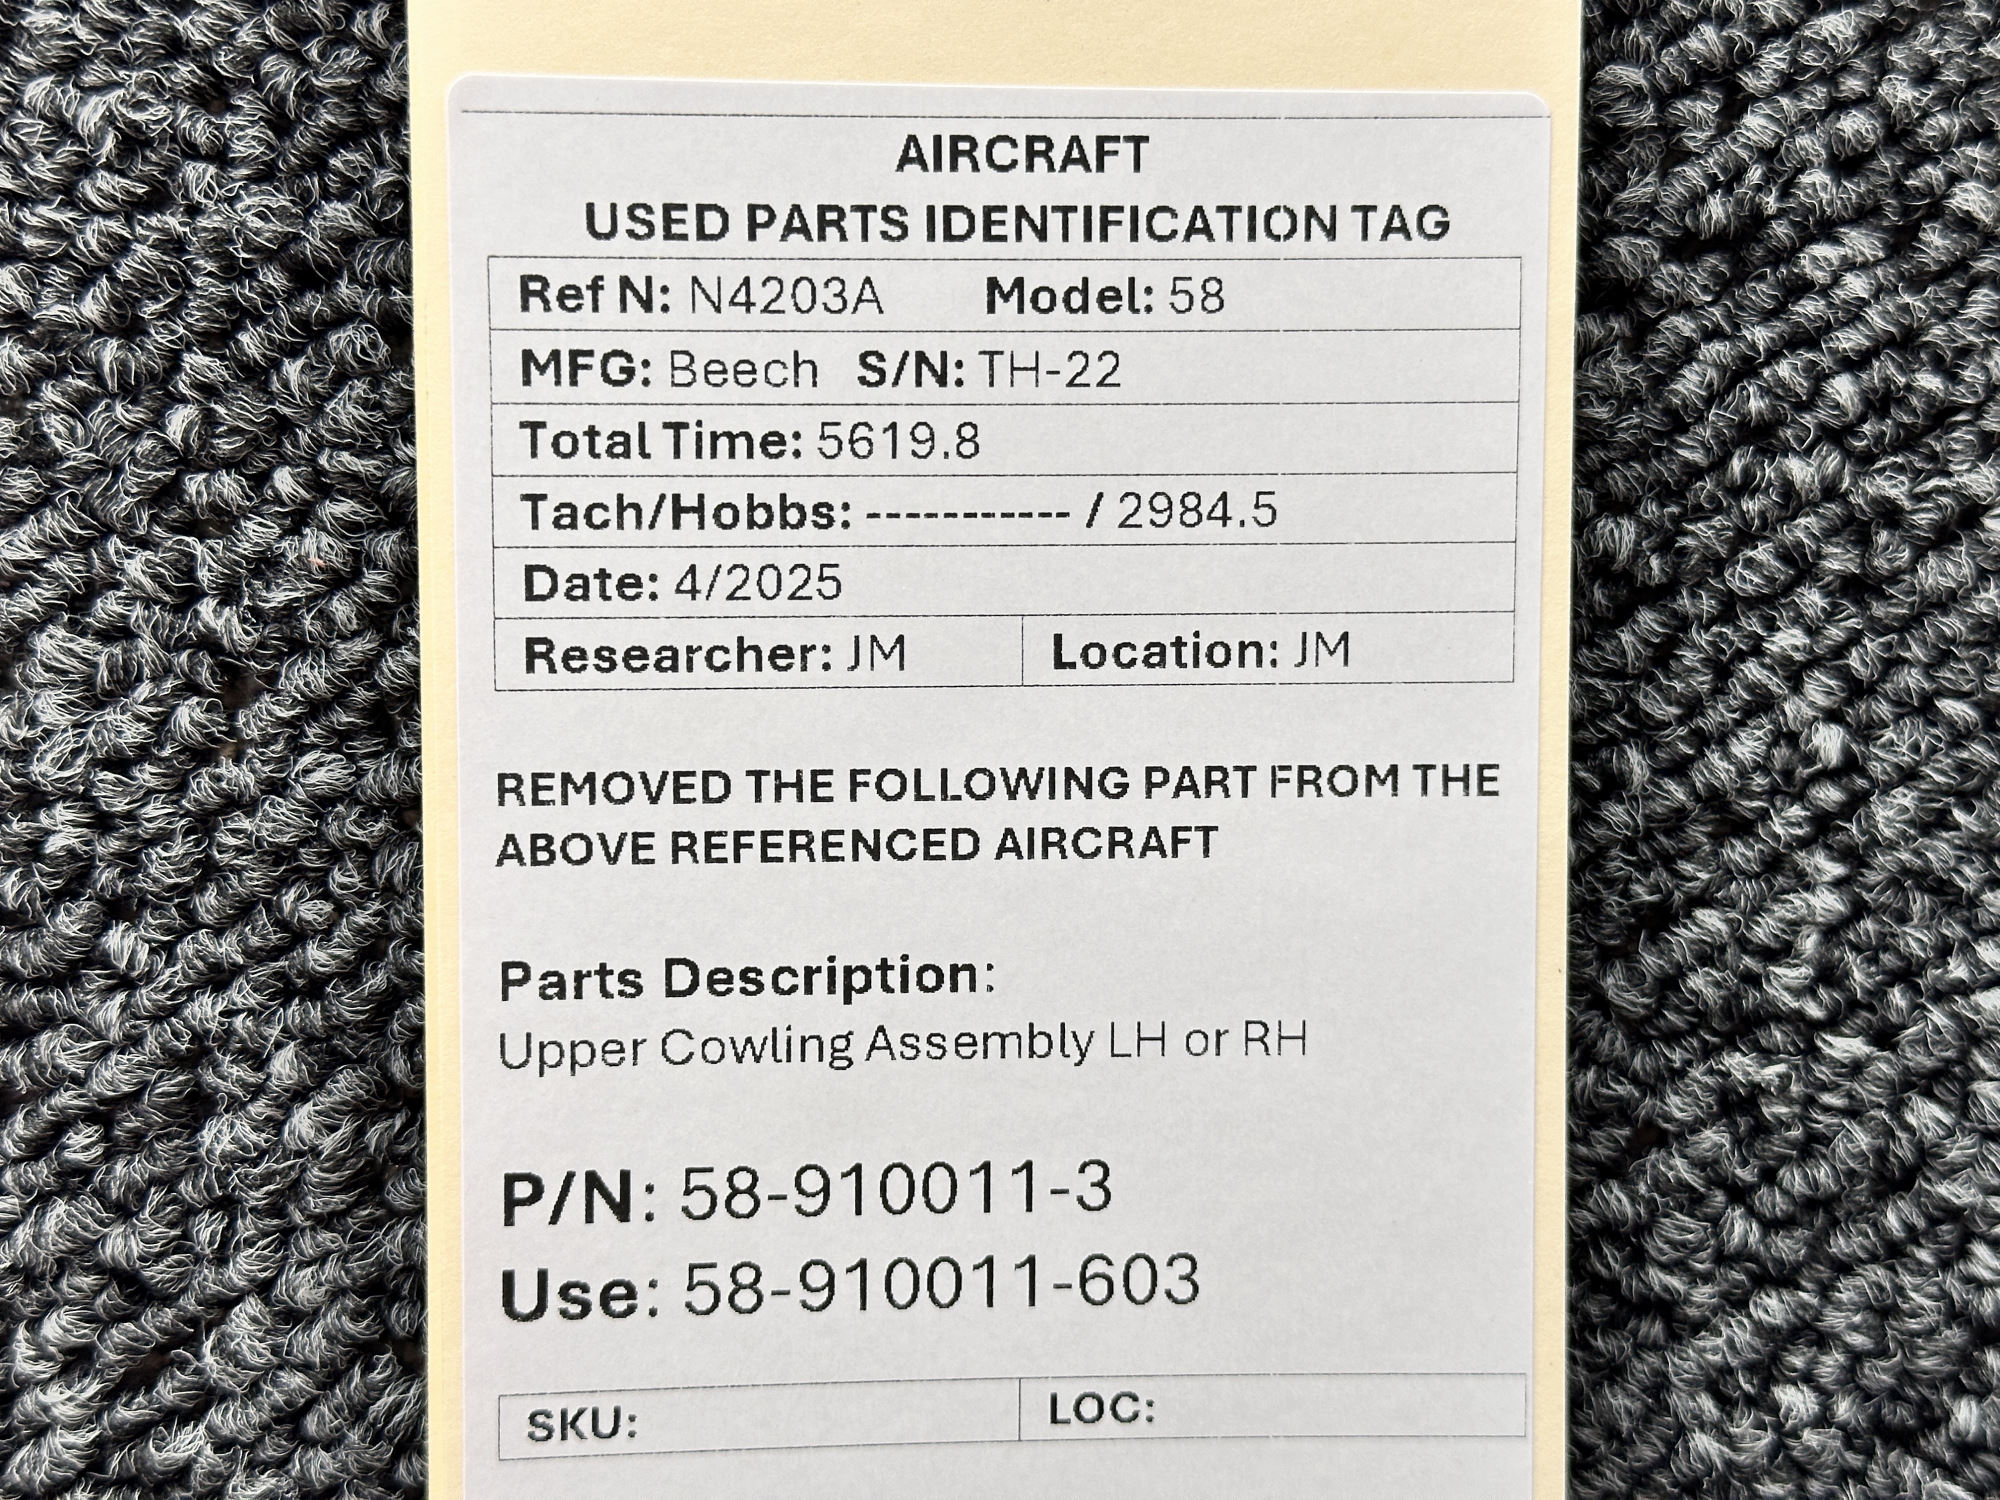 AIRCRAFT
USED PARTS IDENTIFICATION TAG
Ref N: N4203A Model: 58
MFG: Beech S/N: TH-22
Total Time: 5619.8
Tach/Hobbs: ----------- / 2984.5
Date: 4/2025
Researcher: JM Location: JM
REMOVED THE FOLLOWING PART FROM THE
ABOVE REFERENCED AIRCRAFT
Parts Description:
Upper Cowling Assembly LH or RH
P/N: 58-910011-3
Use: 58-910011-603
SKU: LOC: